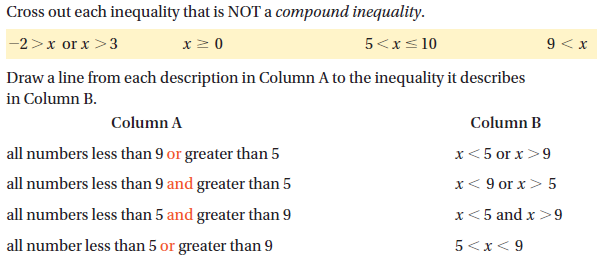 Cross out each inequality that is NOT a compound inequality.
−2 > x or x > 3 x ≥ 0 5 < x ≤ 10 9 < x
Draw a line from each description in Column A to the inequality it describes
in Column B.
Column A Column B
all numbers less than 9 or greater than 5 x < 5 or x > 9
all numbers less than 9 and greater than 5 x < 9 or x > 5
all numbers less than 5 and greater than 9 x < 5 and x > 9
all number less than 5 or greater than 9 5 < x < 9